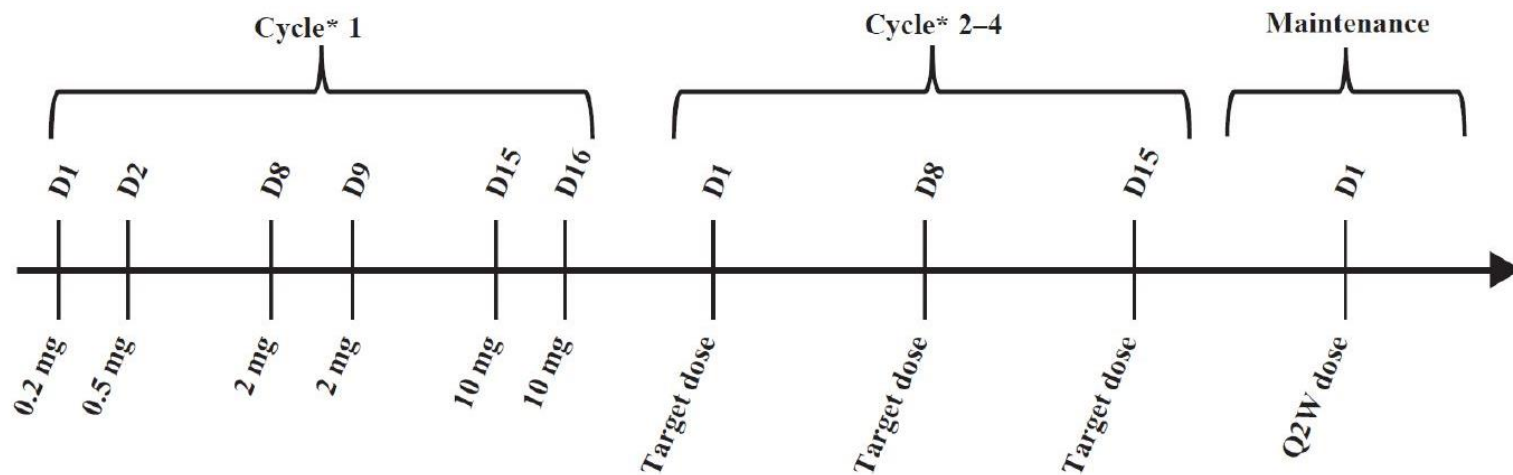 Cycle* 1
Cycle* 2–4
Maintenance
D1
D2
D8
D9
D15
D16
D1
D8
D15
D1
0.2 mg
0.5 mg
2 mg
2 mg
10 mg
10 mg
Target dose
Target dose
Target dose
Q2W dose